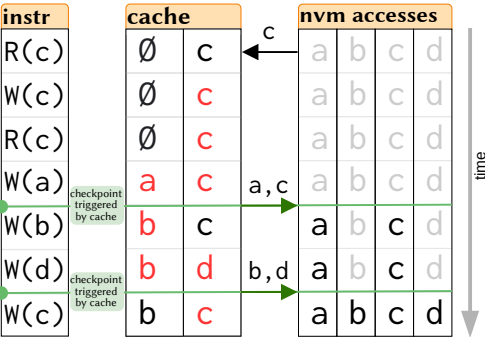 instr cache nvm accesses
c
R(c) Ø c a b c d
W(c) Ø c a b c d
R(c) Ø c a b c d
W(a) a c a b c d
checkpoint
triggered
by cache
a,c
W(b) b c a b c d
W(d) b d a b c d
checkpoint
triggered
by cache
b,d
W(c) b c a b c d
time